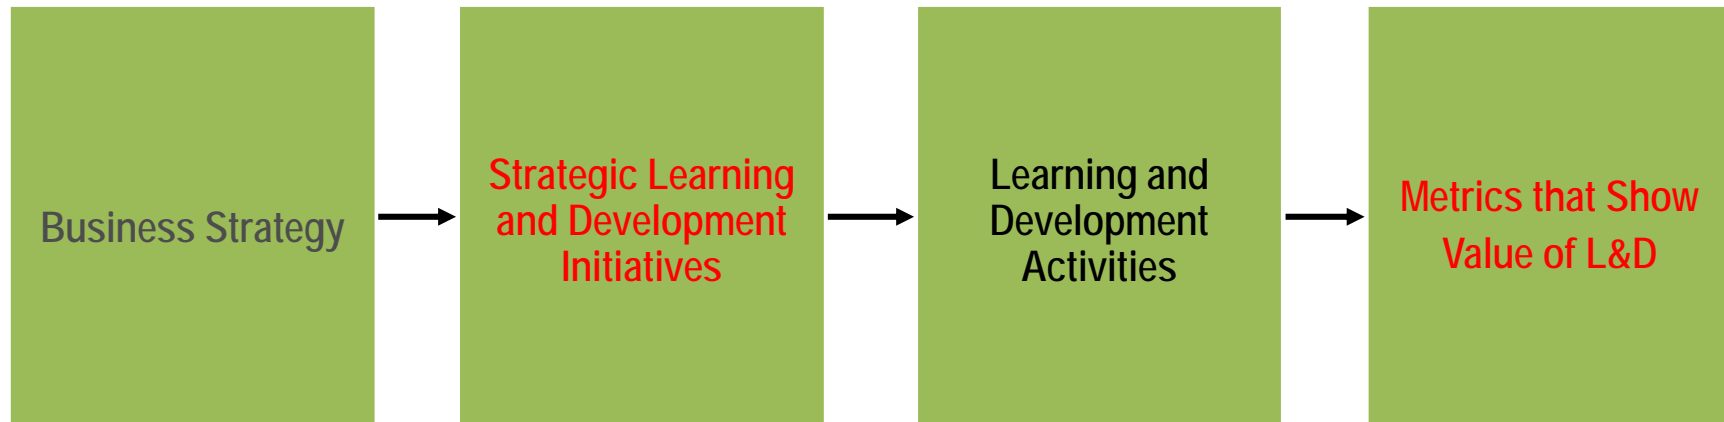 Business Strategy
Strategic Learning
and Development
Initiatives
Learning and
Development
Activities
Metrics that Show
Value of L&D